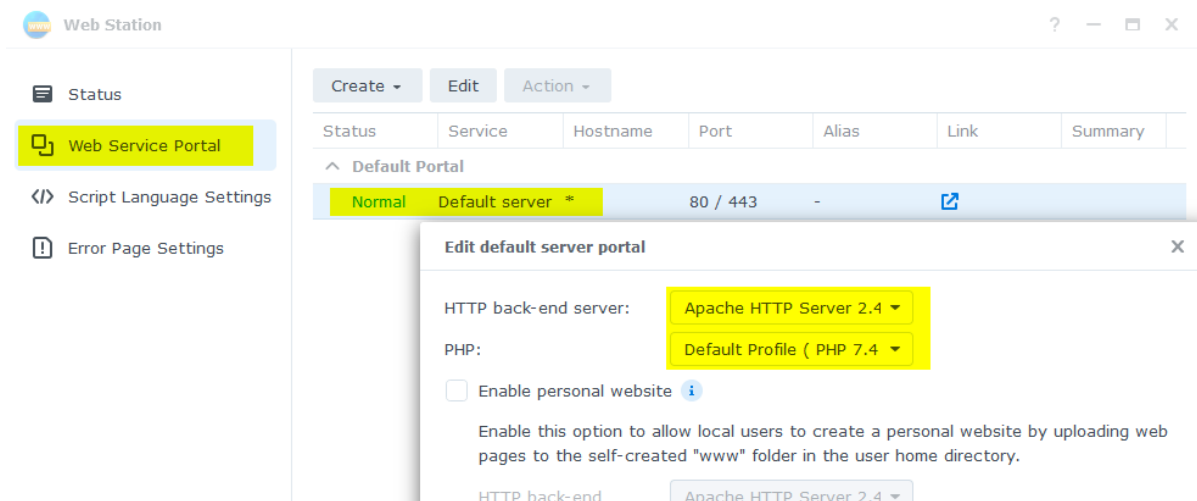 www Web Station ?
Status
Web Service Portal
Script Language Settings
Error Page Settings
Create Edit Action
Status Service Hostname Port Alias Link Summary
Default Portal
Normal Default server * 80 / 443 -
Edit default server portal
HTTP back-end server: Apache HTTP Server 2.4
PHP: Default Profile ( PHP 7.4
Enable personal website i
Enable this option to allow local users to create a personal website by uploading web
pages to the self-created "www" folder in the user home directory.
HTTP back-end Apache HTTP Server 2.4